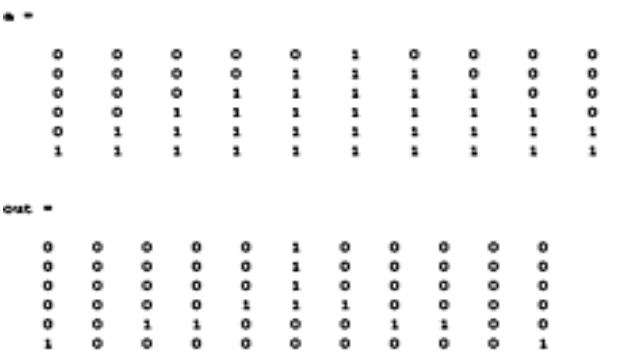 a =
0 0 0 0 0 1 0 0 0 0
0 0 0 0 1 1 1 0 0 0
0 0 0 1 1 1 1 1 0 0
0 0 1 1 1 1 1 1 1 0
0 1 1 1 1 1 1 1 1 1
1 1 1 1 1 1 1 1 1 1
out =
0 0 0 0 0 1 0 0 0 0 0
0 0 0 0 0 1 0 0 0 0 0
0 0 0 0 0 1 0 0 0 0 0
0 0 0 0 1 1 1 0 0 0 0
0 0 1 1 0 0 0 1 1 0 0
1 0 0 0 0 0 0 0 0 0 1